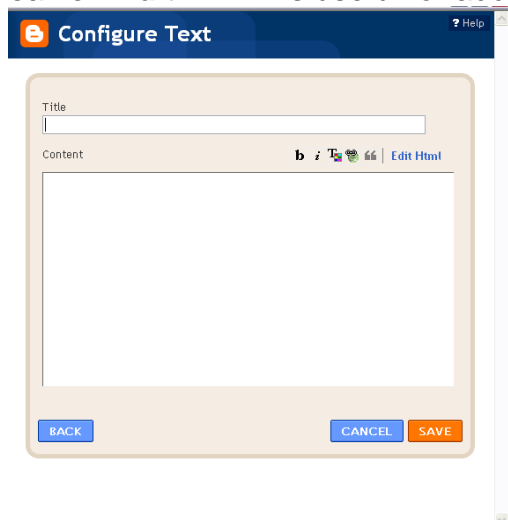 Configure Text
? Help
Title
Content
b i T “ | Edit Html
BACK
CANCEL SAVE